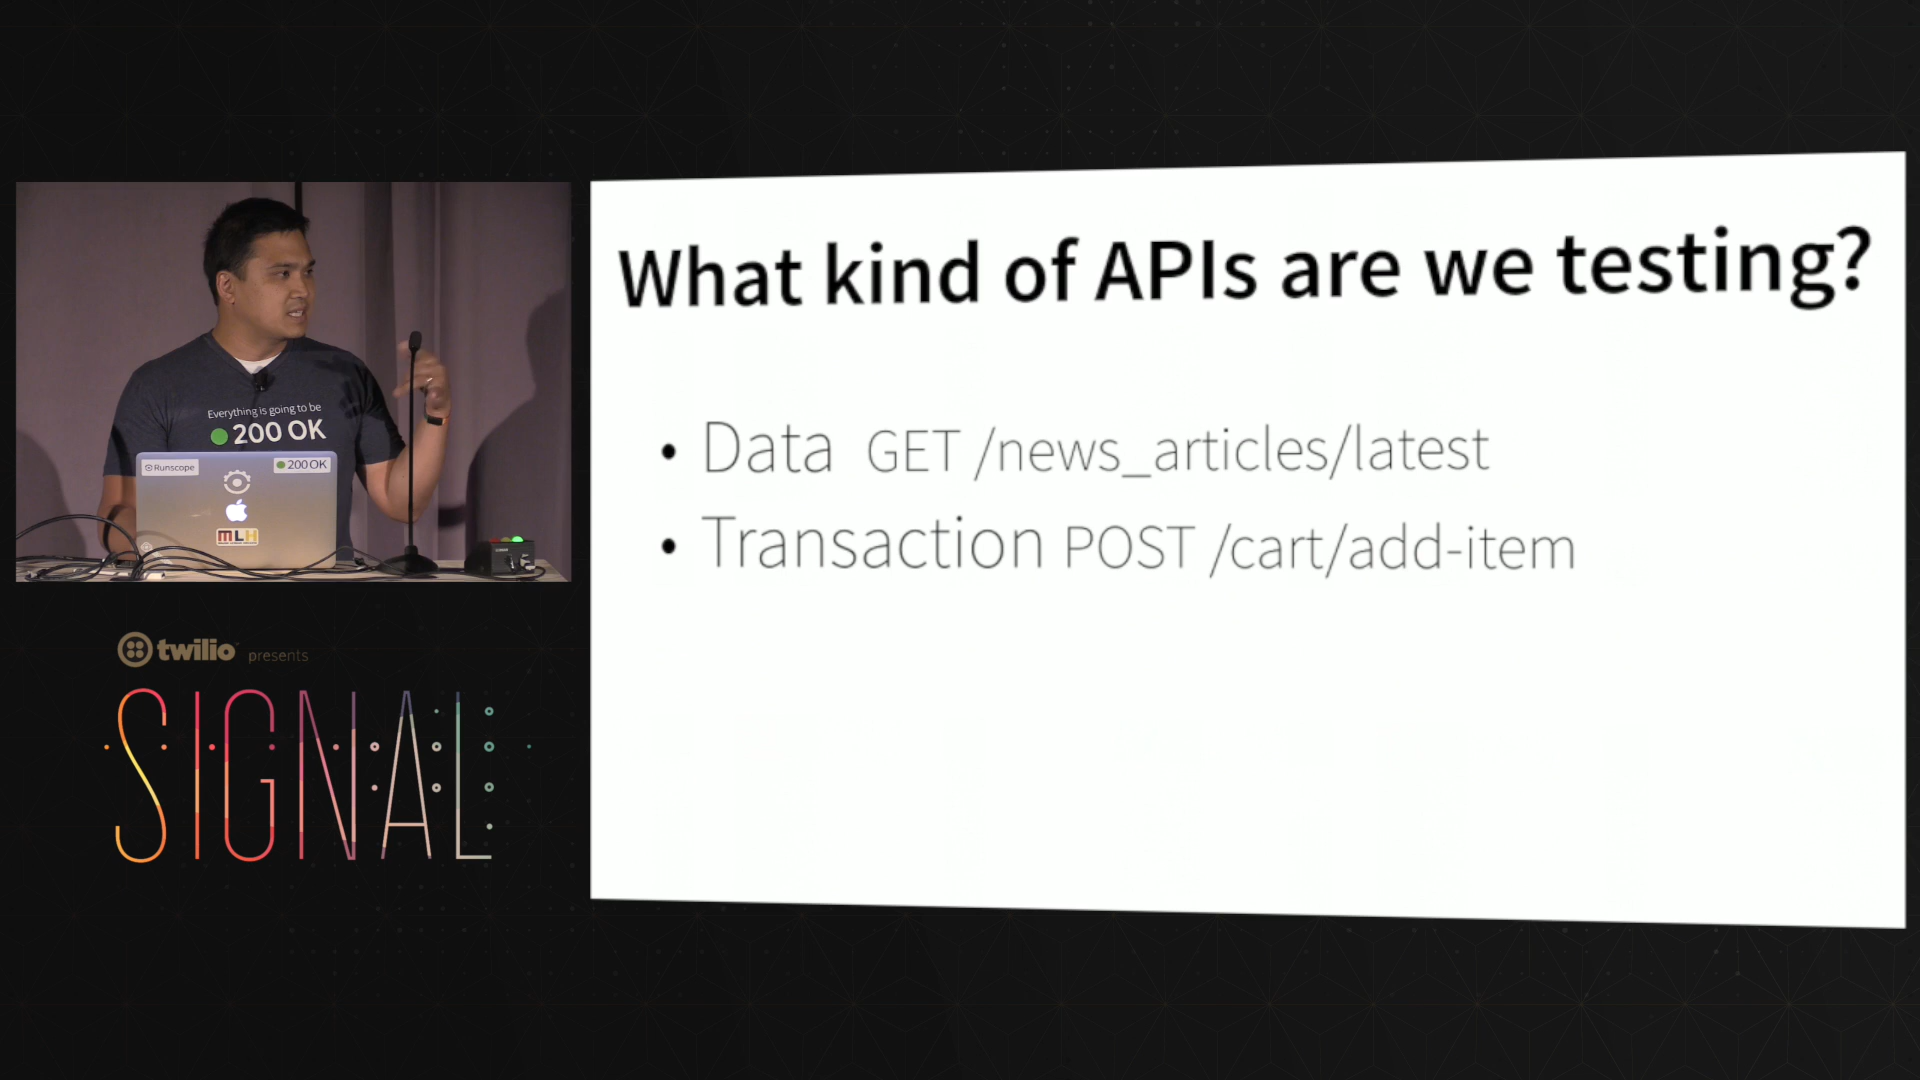 What kind of APIs are we testing?
• Data GET /news_articles/latest
• Transaction POST /cart/add-item
Everything is going to be
200 OK
Runscope
200 OK
MLH
twilio presents
SIGNAL